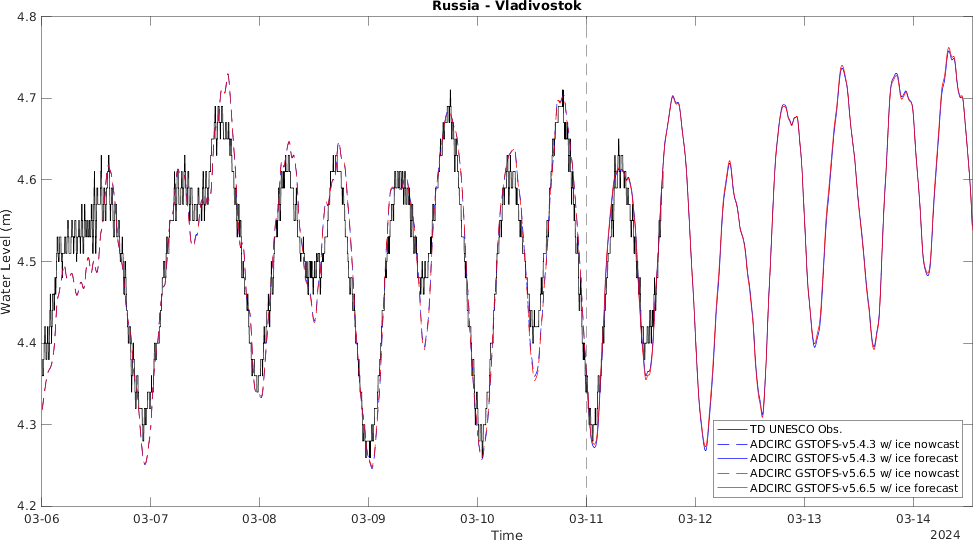 Russia - Vladivostok
4.8
4.7
4.6
4.5
4.4
4.3
4.2
Water Level (m)
TD UNESCO Obs.
ADCIRC GSTOFS-v5.4.3 w/ ice nowcast
ADCIRC GSTOFS-v5.4.3 w/ ice forecast
ADCIRC GSTOFS-v5.6.5 w/ ice nowcast
ADCIRC GSTOFS-v5.6.5 w/ ice forecast
03-06 03-07 03-08 03-09 03-10 03-11 03-12 03-13 03-14
Time
2024